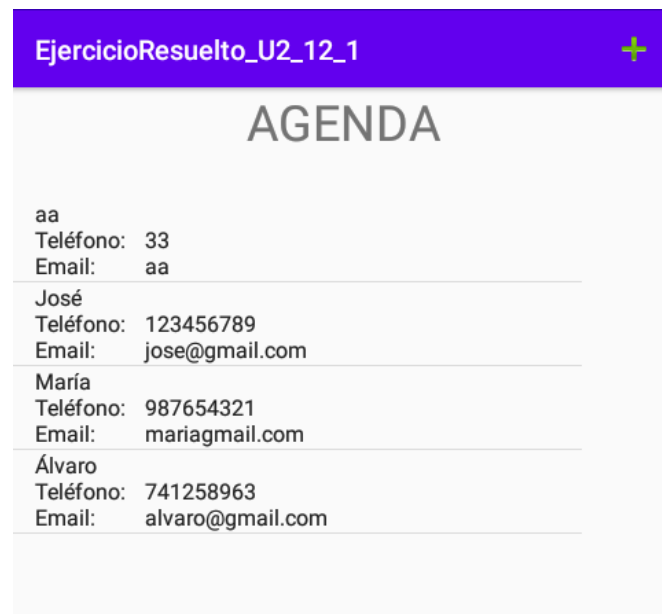 EjercicioResuelto_U2_12_1
AGENDA
aa
Teléfono: 33
Email: aa
José
Teléfono: 123456789
Email: jose@gmail.com
María
Teléfono: 987654321
Email: mariagmail.com
Álvaro
Teléfono: 741258963
Email: alvaro@gmail.com